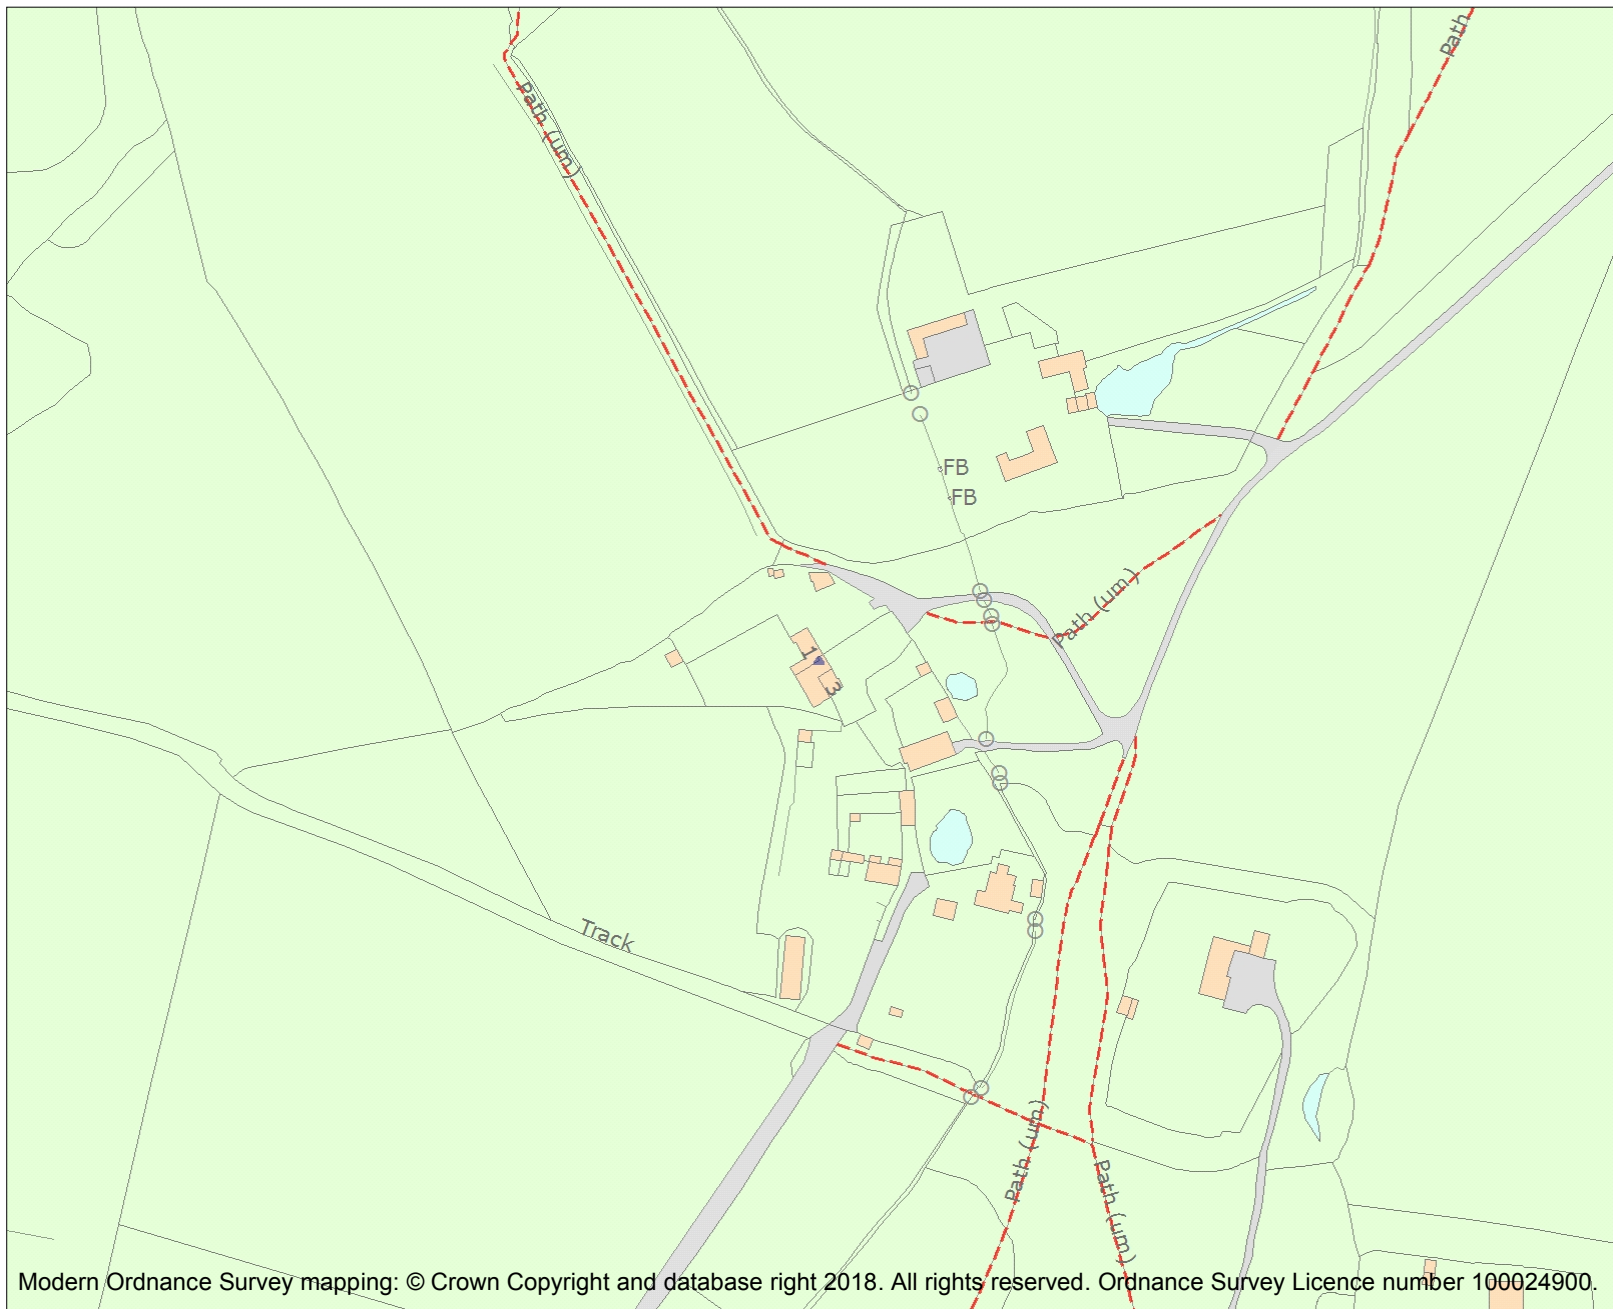 Path
Path (um)
FB
FB
Path (um.)
1
3
Track
Path (um)
Path (um)
Modern Ordnance Survey mapping: © Crown Copyright and database right 2018. All rights reserved. Ordnance Survey Licence number 100024900.